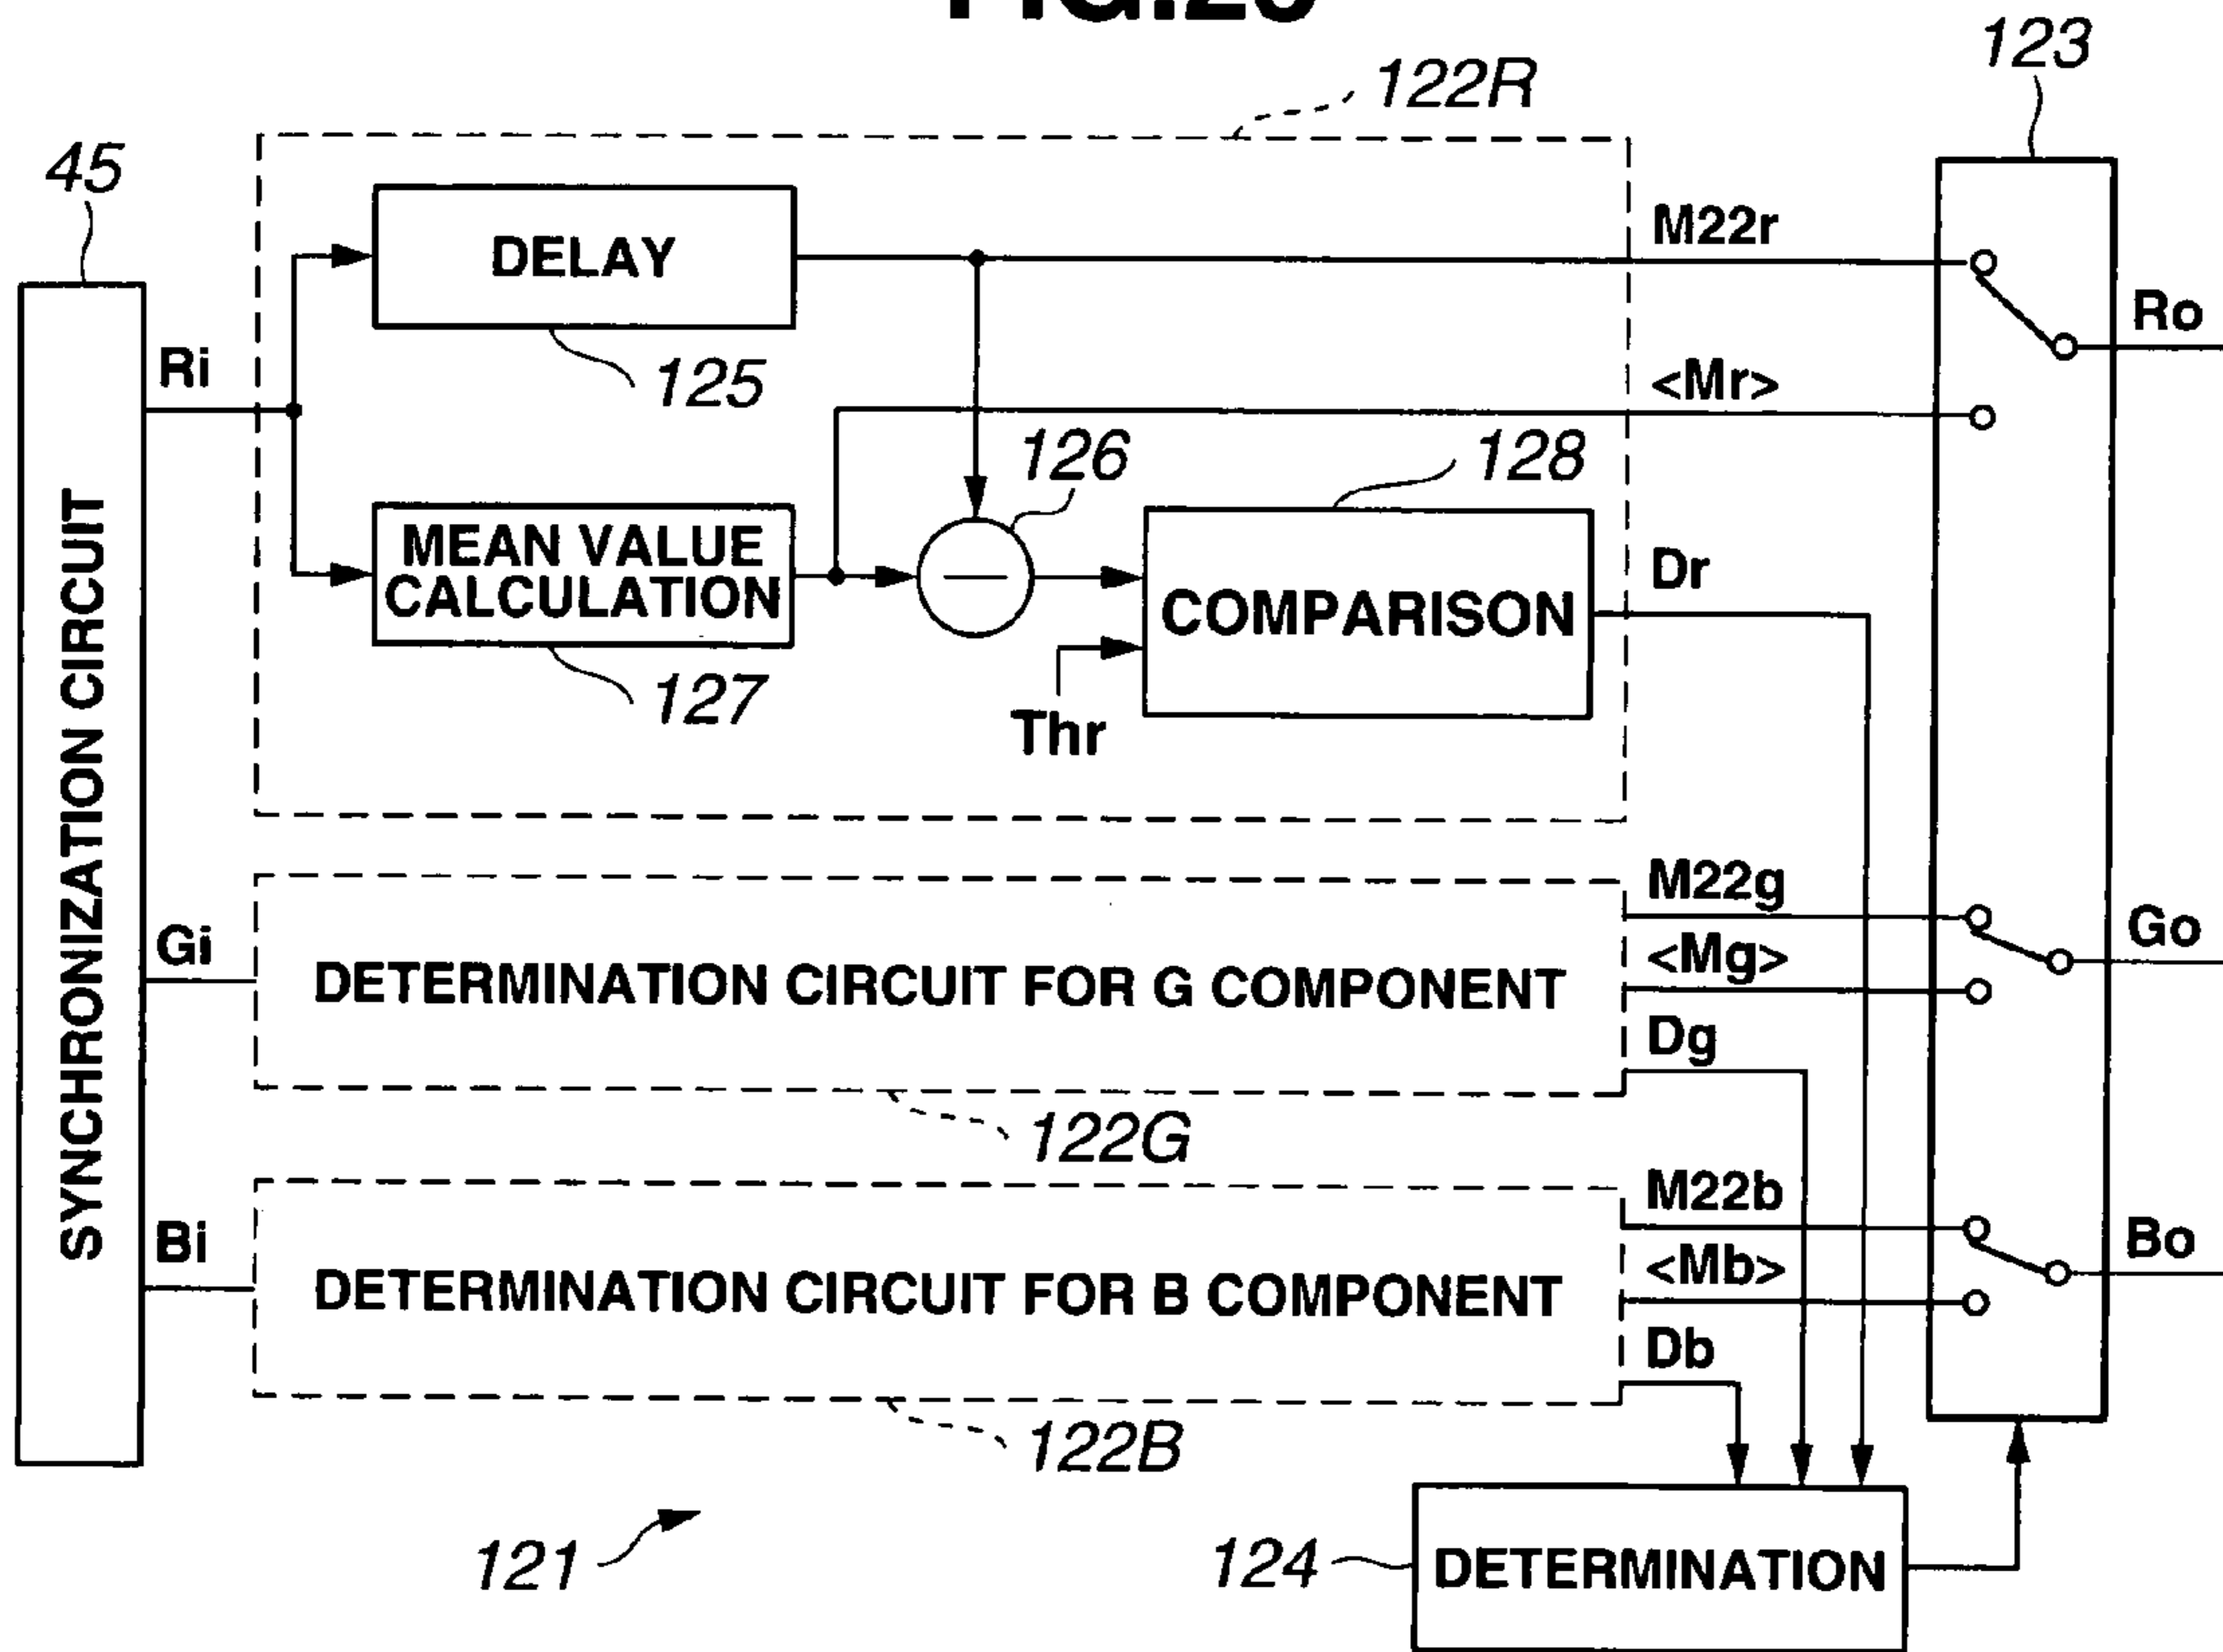 123
122R
45
M22r
DELAY
Ro
Ri
125
<Mr>
126
128
MEAN VALUE
CALCULATION
Dr
COMPARISON
127
Thr
SYNCHRONIZATION CIRCUIT
M22g
Gi
Go
<Mg>
DETERMINATION CIRCUIT FOR G COMPONENT
Dg
122G
M22b
Bi
Bo
<Mb>
DETERMINATION CIRCUIT FOR B COMPONENT
Db
122B
121
124
DETERMINATION